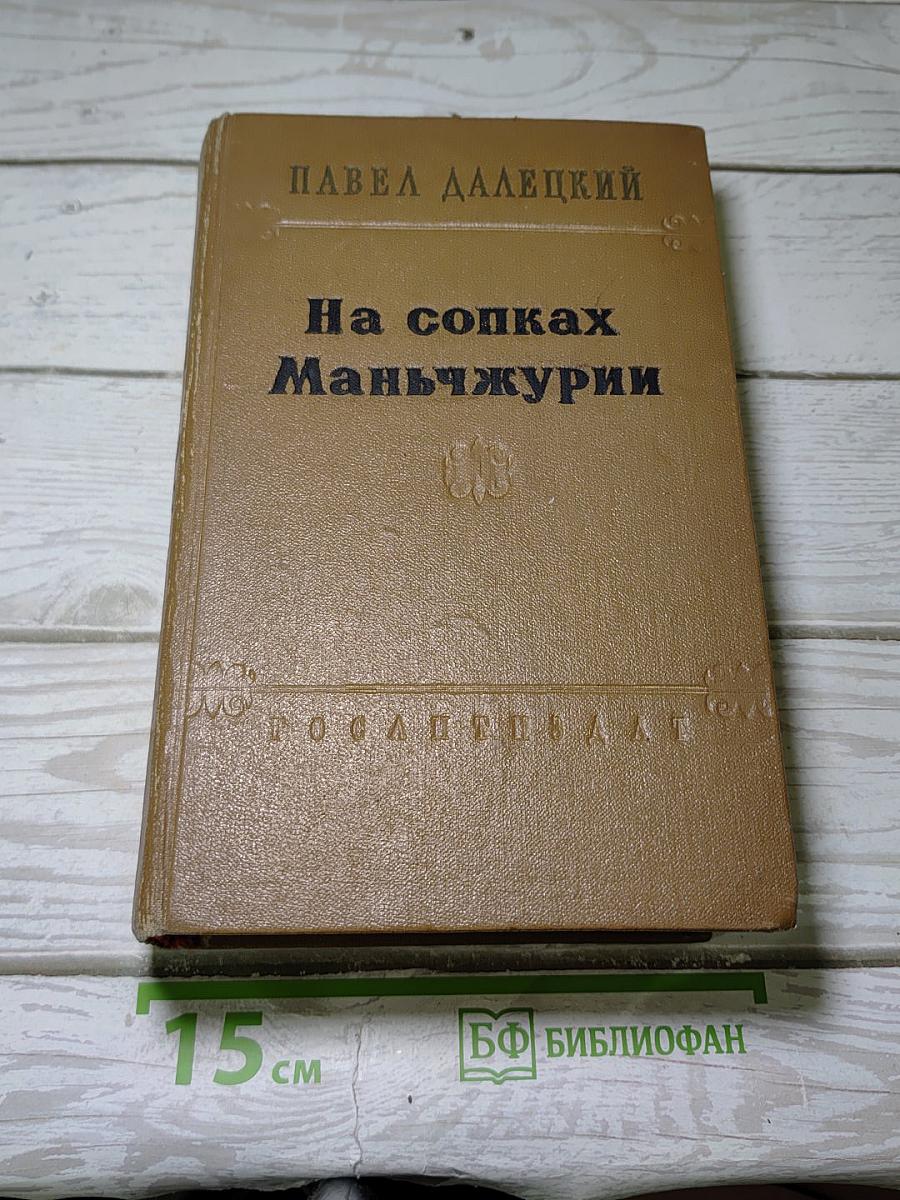 ПАВЕЛ ДАЛЕЦКИЙ
На сопках
Маньчжурии
ГОСЛИТИЗДАТ
15 см
БФ БИБЛИОФАН